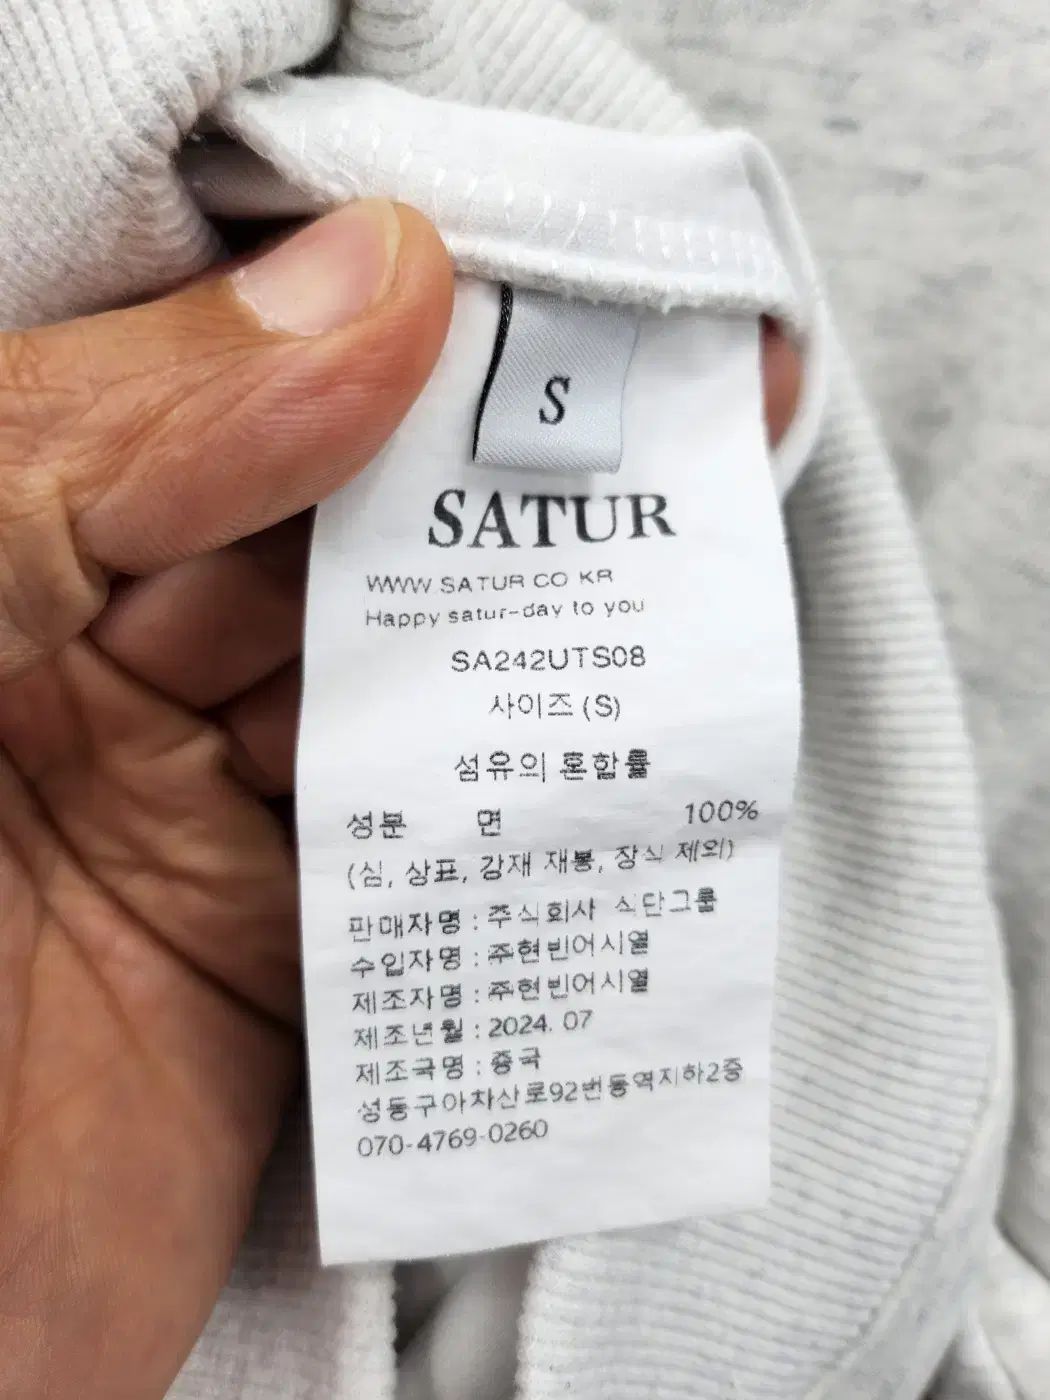 S
SATUR
WWW.SATUR.CO.KR
Happy satur-day to you
SA242UTS08
사이즈 (S)
섬유의 혼합률
성분 면 100%
(심, 상표, 강재 재봉, 장식 제외)
판매자명 : 주식회사 식단그룹
수입자명 : 주현빈어시열
제조자명 : 주현빈어시열
제조년월 : 2024. 07
제조국명 : 중국
성동구아차산로92번동역지하2층
070-4769-0260